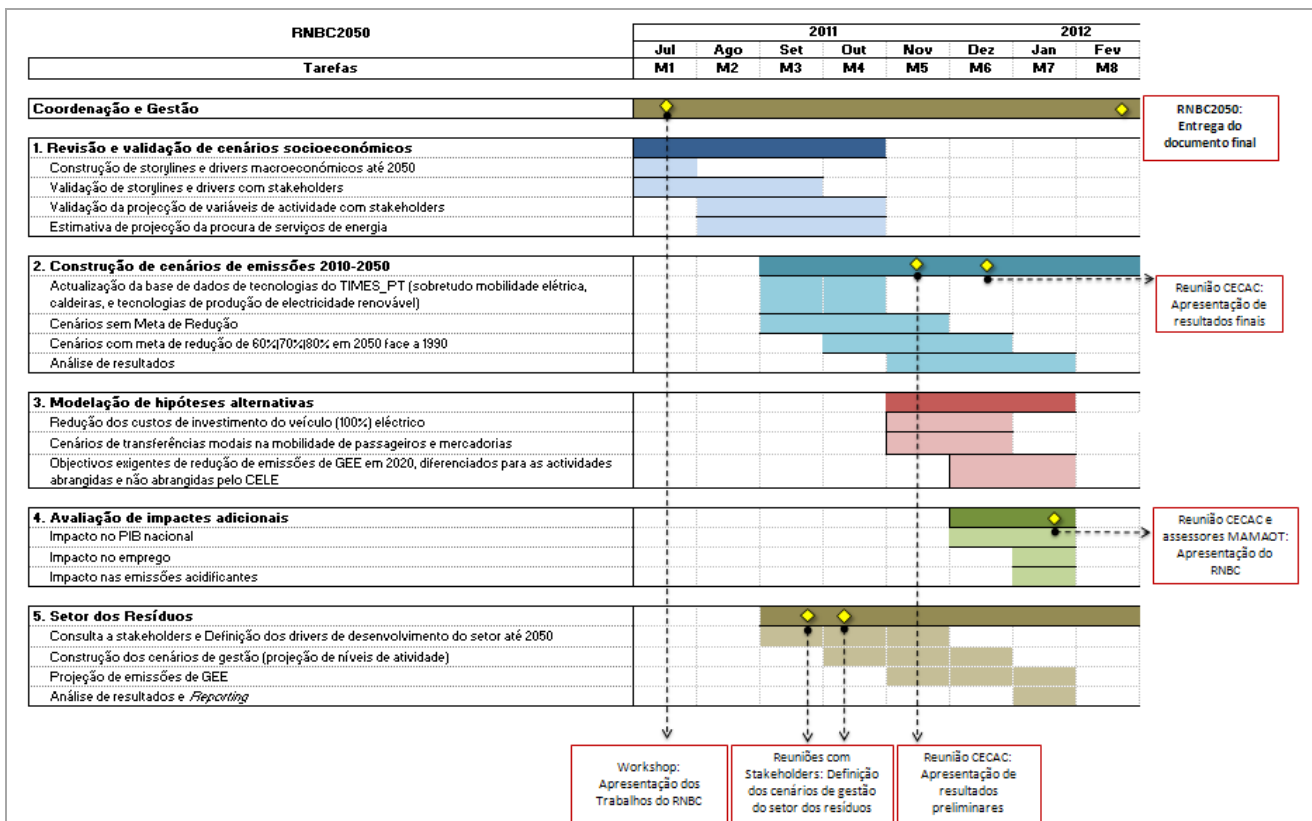 RNBC2050
2011
2012
Jul Ago Set Out Nov Dez Jan Fev
Tarefas
M1 M2 M3 M4 M5 M6 M7 M8
Coordenação e Gestão
RNBC2050:
Entrega do
documento final
1. Revisão e validação de cenários socioeconómicos
Construção de storylines e drivers macroeconómicos até 2050
Validação de storylines e drivers com stakeholders
Validação da projecção de variáveis de actividade com stakeholders
Estimativa de projecção da procura de serviços de energia
2. Construção de cenários de emissões 2010-2050
Actualização da base de dados de tecnologias do TIMES_PT (sobretudo mobilidade elétrica,
caldeiras, e tecnologias de produção de electricidade renovável)
Cenários sem Meta de Redução
Cenários com meta de redução de 60%|70%|80% em 2050 face a 1990
Análise de resultados
Reunião CECAC:
Apresentação de
resultados finais
3. Modelação de hipóteses alternativas
Redução dos custos de investimento do veículo (100%) eléctrico
Cenários de transferências modais na mobilidade de passageiros e mercadorias
Objectivos exigentes de redução de emissões de GEE em 2020, diferenciados para as actividades
abrangidas e não abrangidas pelo CELE
4. Avaliação de impactes adicionais
Impacto no PIB nacional
Impacto no emprego
Impacto nas emissões acidificantes
Reunião CECAC e
assessores MAMAOT:
Apresentação do
RNBC
5. Setor dos Resíduos
Consulta a stakeholders e Definição dos drivers de desenvolvimento do setor até 2050
Construção dos cenários de gestão (projeção de níveis de atividade)
Projeção de emissões de GEE
Análise de resultados e Reporting
Workshop:
Apresentação dos
Trabalhos do RNBC
Reuniões com
Stakeholders: Definição
dos cenários de gestão
do setor dos resíduos
Reunião CECAC:
Apresentação de
resultados
preliminares